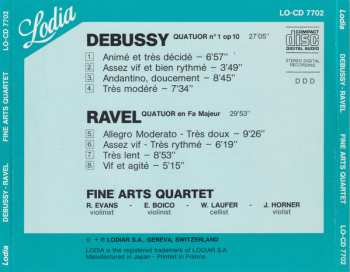 Lodia
LO-CD 7702
DEBUSSY QUATUOR n° 1 op 10 27'05"
1 Animé et très décidé – 6'57"
2 Assez vif et bien rythmé – 3'49"
3 Andantino, doucement – 8'45"
4 Très modéré – 7'34"
COMPACT
disc
DIGITAL AUDIO
STEREO DIGITAL
RECORDING
DDD
RAVEL QUATUOR en Fa Majeur 29'53"
5 Allegro Moderato - Très doux – 9'26"
6 Assez vif - Très rythmé – 6'19"
7 Très lent – 8'53"
8 Vif et agité – 5'15"
FINE ARTS QUARTET
R. EVANS - E. BOICO - W. LAUFER - J. HORNER
violinist violinist cellist violist
LODIAR S.A., GENEVA, SWITZERLAND
LODIA is the registered trademark of LODIAR S.A.
Manufactured in Japan - Printed in France.
Lodia DEBUSSY - RAVEL FINE ARTS QUARTET LO-CD 7702
Lodia DEBUSSY - RAVEL FINE ARTS QUARTET LO-CD 7702